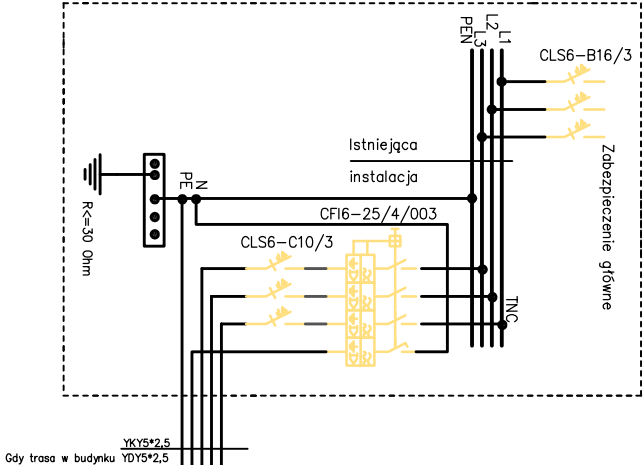 PEN
L3
L2
L1
CLS6-B16/3
Zabezpieczenie główne
Istniejąca
instalacja
PE
N
R<=30 Ohm
CFI6-25/4/003
CLS6-C10/3
TNC
YKY5*2,5
Gdy trasa w budynku YDY5*2,5